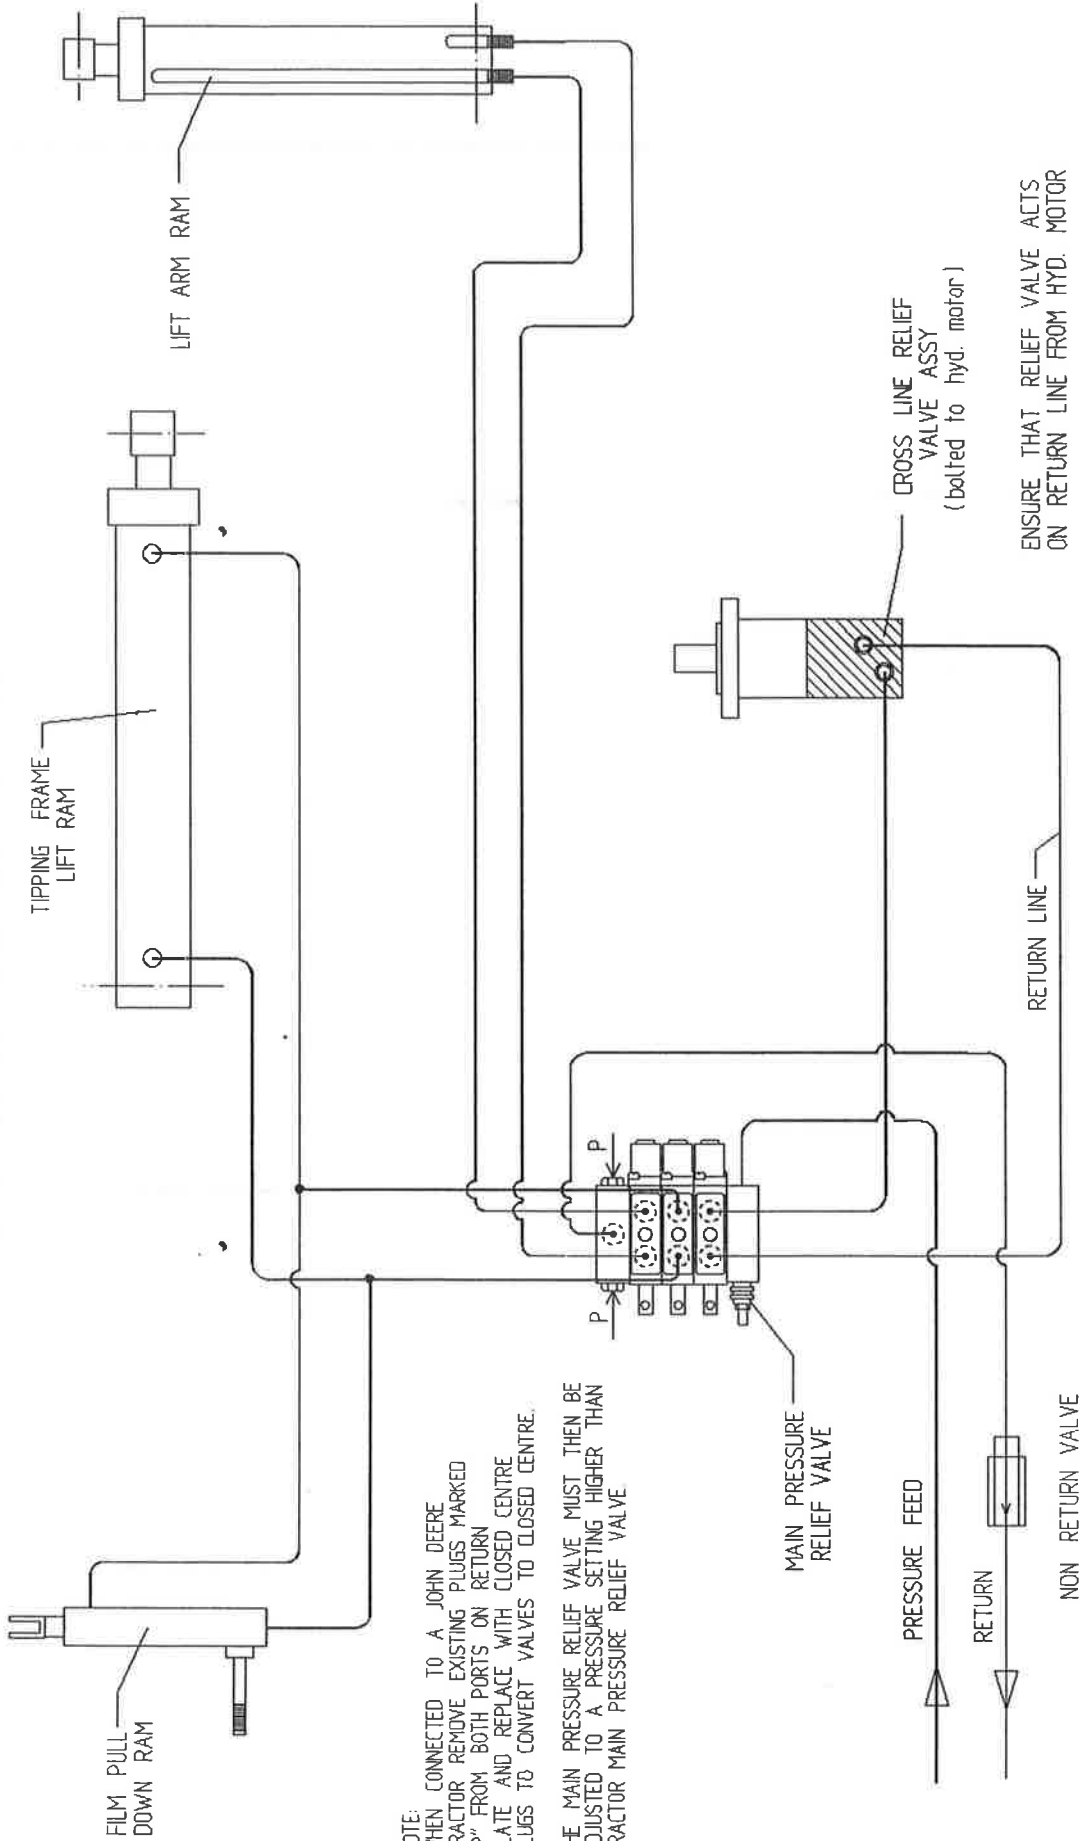 FILM PULL
DOWN RAM
TIPPING FRAME
LIFT RAM
LIFT ARM RAM
OTE:
HEN CONNECTED TO A JOHN DEERE
RACTOR REMOVE EXISTING PLUGS MARKED
P" FROM BOTH PORTS ON RETURN
LATE AND REPLACE WITH CLOSED CENTRE
LUGS TO CONVERT VALVES TO CLOSED CENTRE.
HE MAIN PRESSURE RELIEF VALVE MUST THEN BE
DJUSTED TO A PRESSURE SETTING HIGHER THAN
RACTOR MAIN PRESSURE RELIEF VALVE.
P
P
MAIN PRESSURE
RELIEF VALVE
CROSS LINE RELIEF
VALVE ASSY
(bolted to hyd. motor)
PRESSURE FEED
RETURN
RETURN LINE
ENSURE THAT RELIEF VALVE ACTS
ON RETURN LINE FROM HYD. MOTOR
NON RETURN VALVE